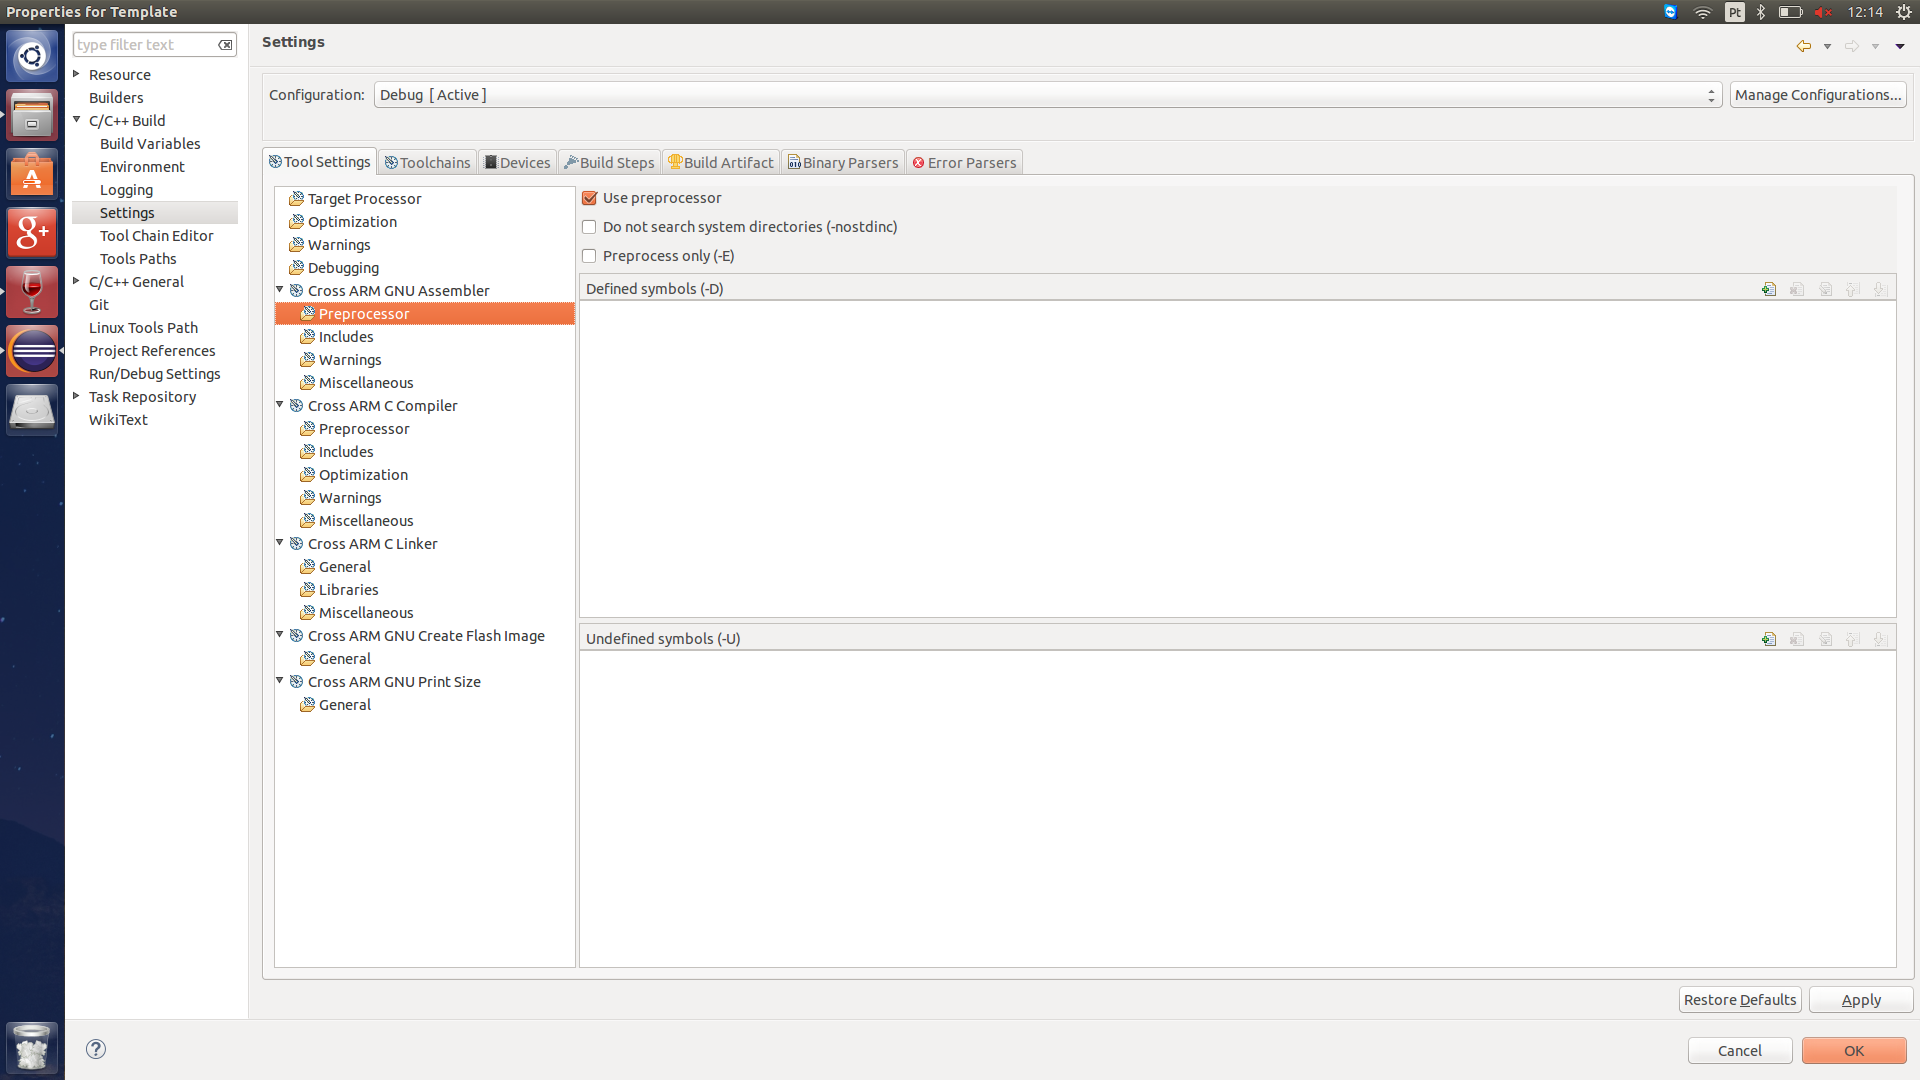 Properties for Template
Pt
12:14
type filter text
Resource
Builders
C/C++ Build
Build Variables
Environment
Logging
Settings
Tool Chain Editor
Tools Paths
C/C++ General
Git
Linux Tools Path
Project References
Run/Debug Settings
Task Repository
WikiText
Settings
Configuration: Debug [ Active ] Manage Configurations...
Tool Settings Toolchains Devices Build Steps Build Artifact Binary Parsers Error Parsers
Target Processor
Optimization
Warnings
Debugging
Cross ARM GNU Assembler
Preprocessor
Includes
Warnings
Miscellaneous
Cross ARM C Compiler
Preprocessor
Includes
Optimization
Warnings
Miscellaneous
Cross ARM C Linker
General
Libraries
Miscellaneous
Cross ARM GNU Create Flash Image
General
Cross ARM GNU Print Size
General
Use preprocessor
Do not search system directories (-nostdinc)
Preprocess only (-E)
Defined symbols (-D)
Undefined symbols (-U)
Restore Defaults Apply
Cancel OK